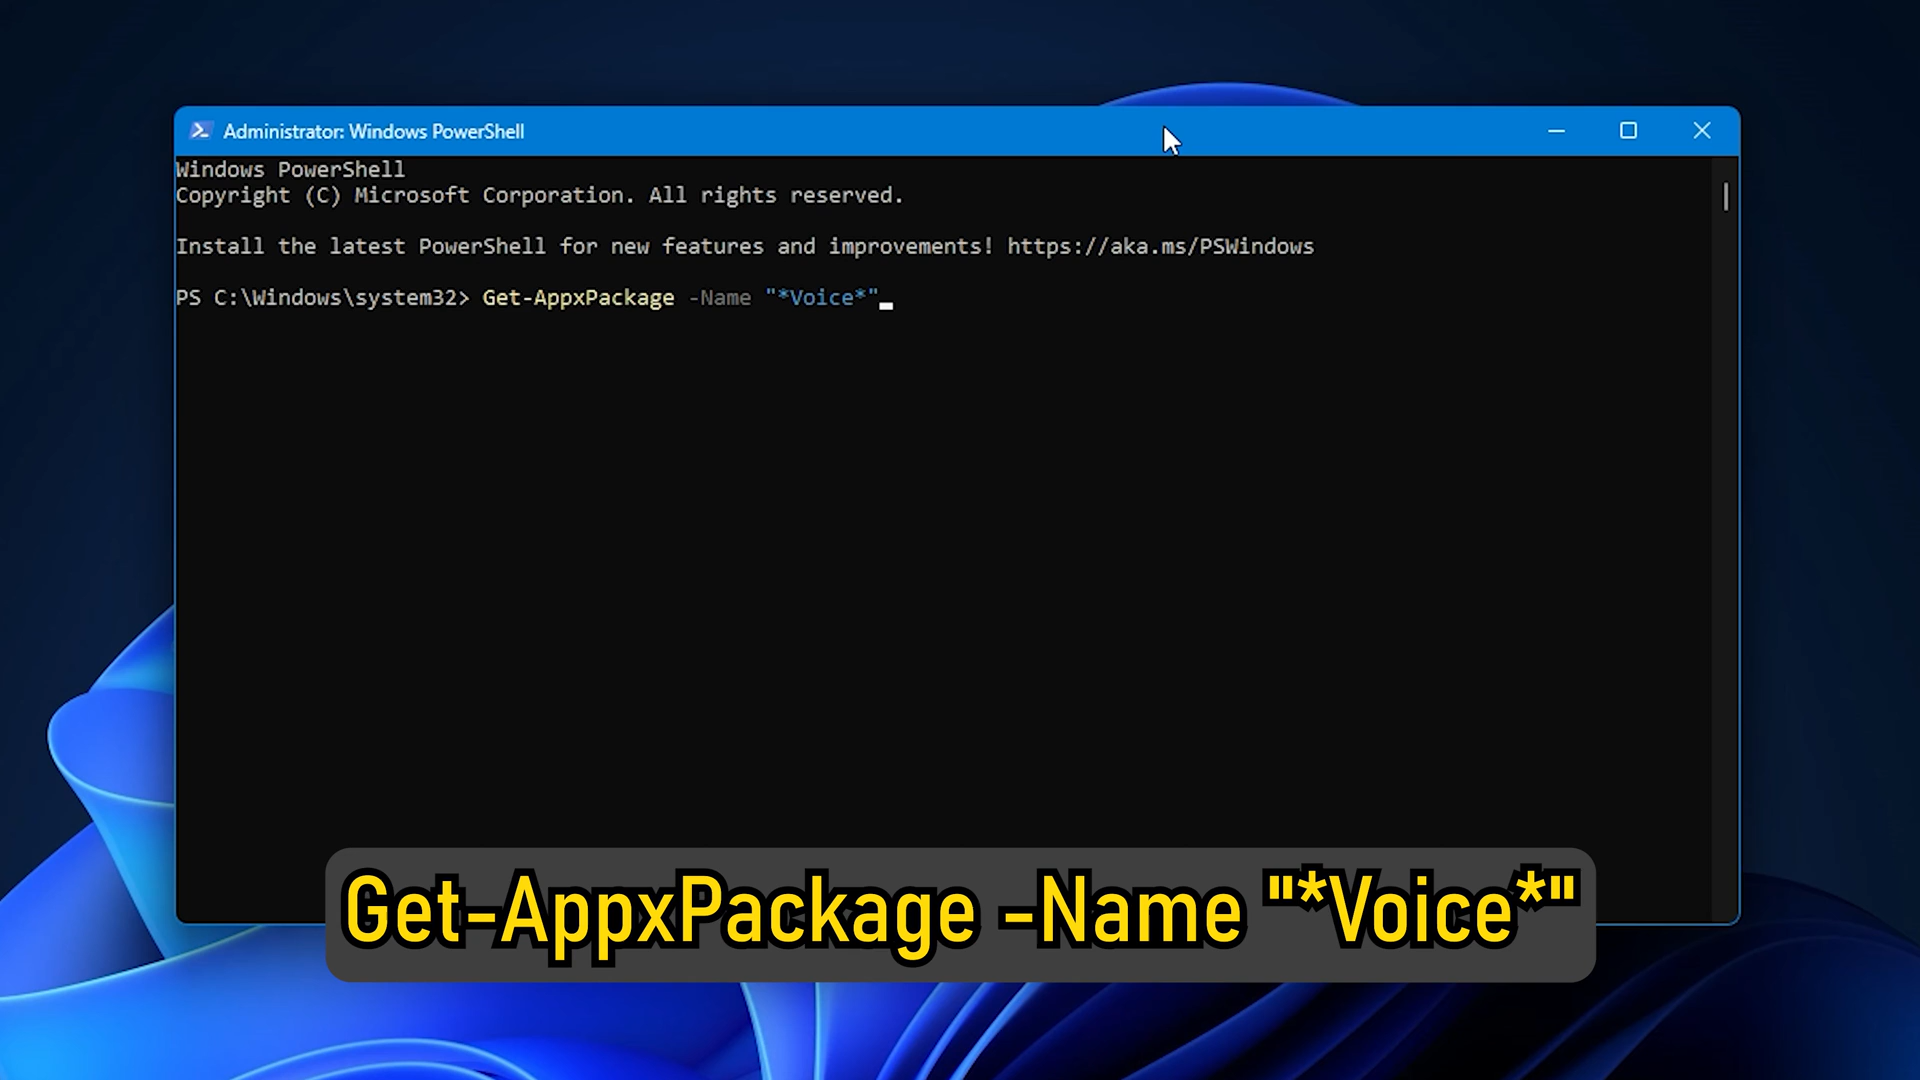 Administrator: Windows PowerShell
Windows PowerShell
Copyright (C) Microsoft Corporation. All rights reserved.
Install the latest PowerShell for new features and improvements! https://aka.ms/PSWindows
PS C:\Windows\system32> Get-AppxPackage -Name "*Voice*"
Get-AppxPackage -Name "*Voice*"